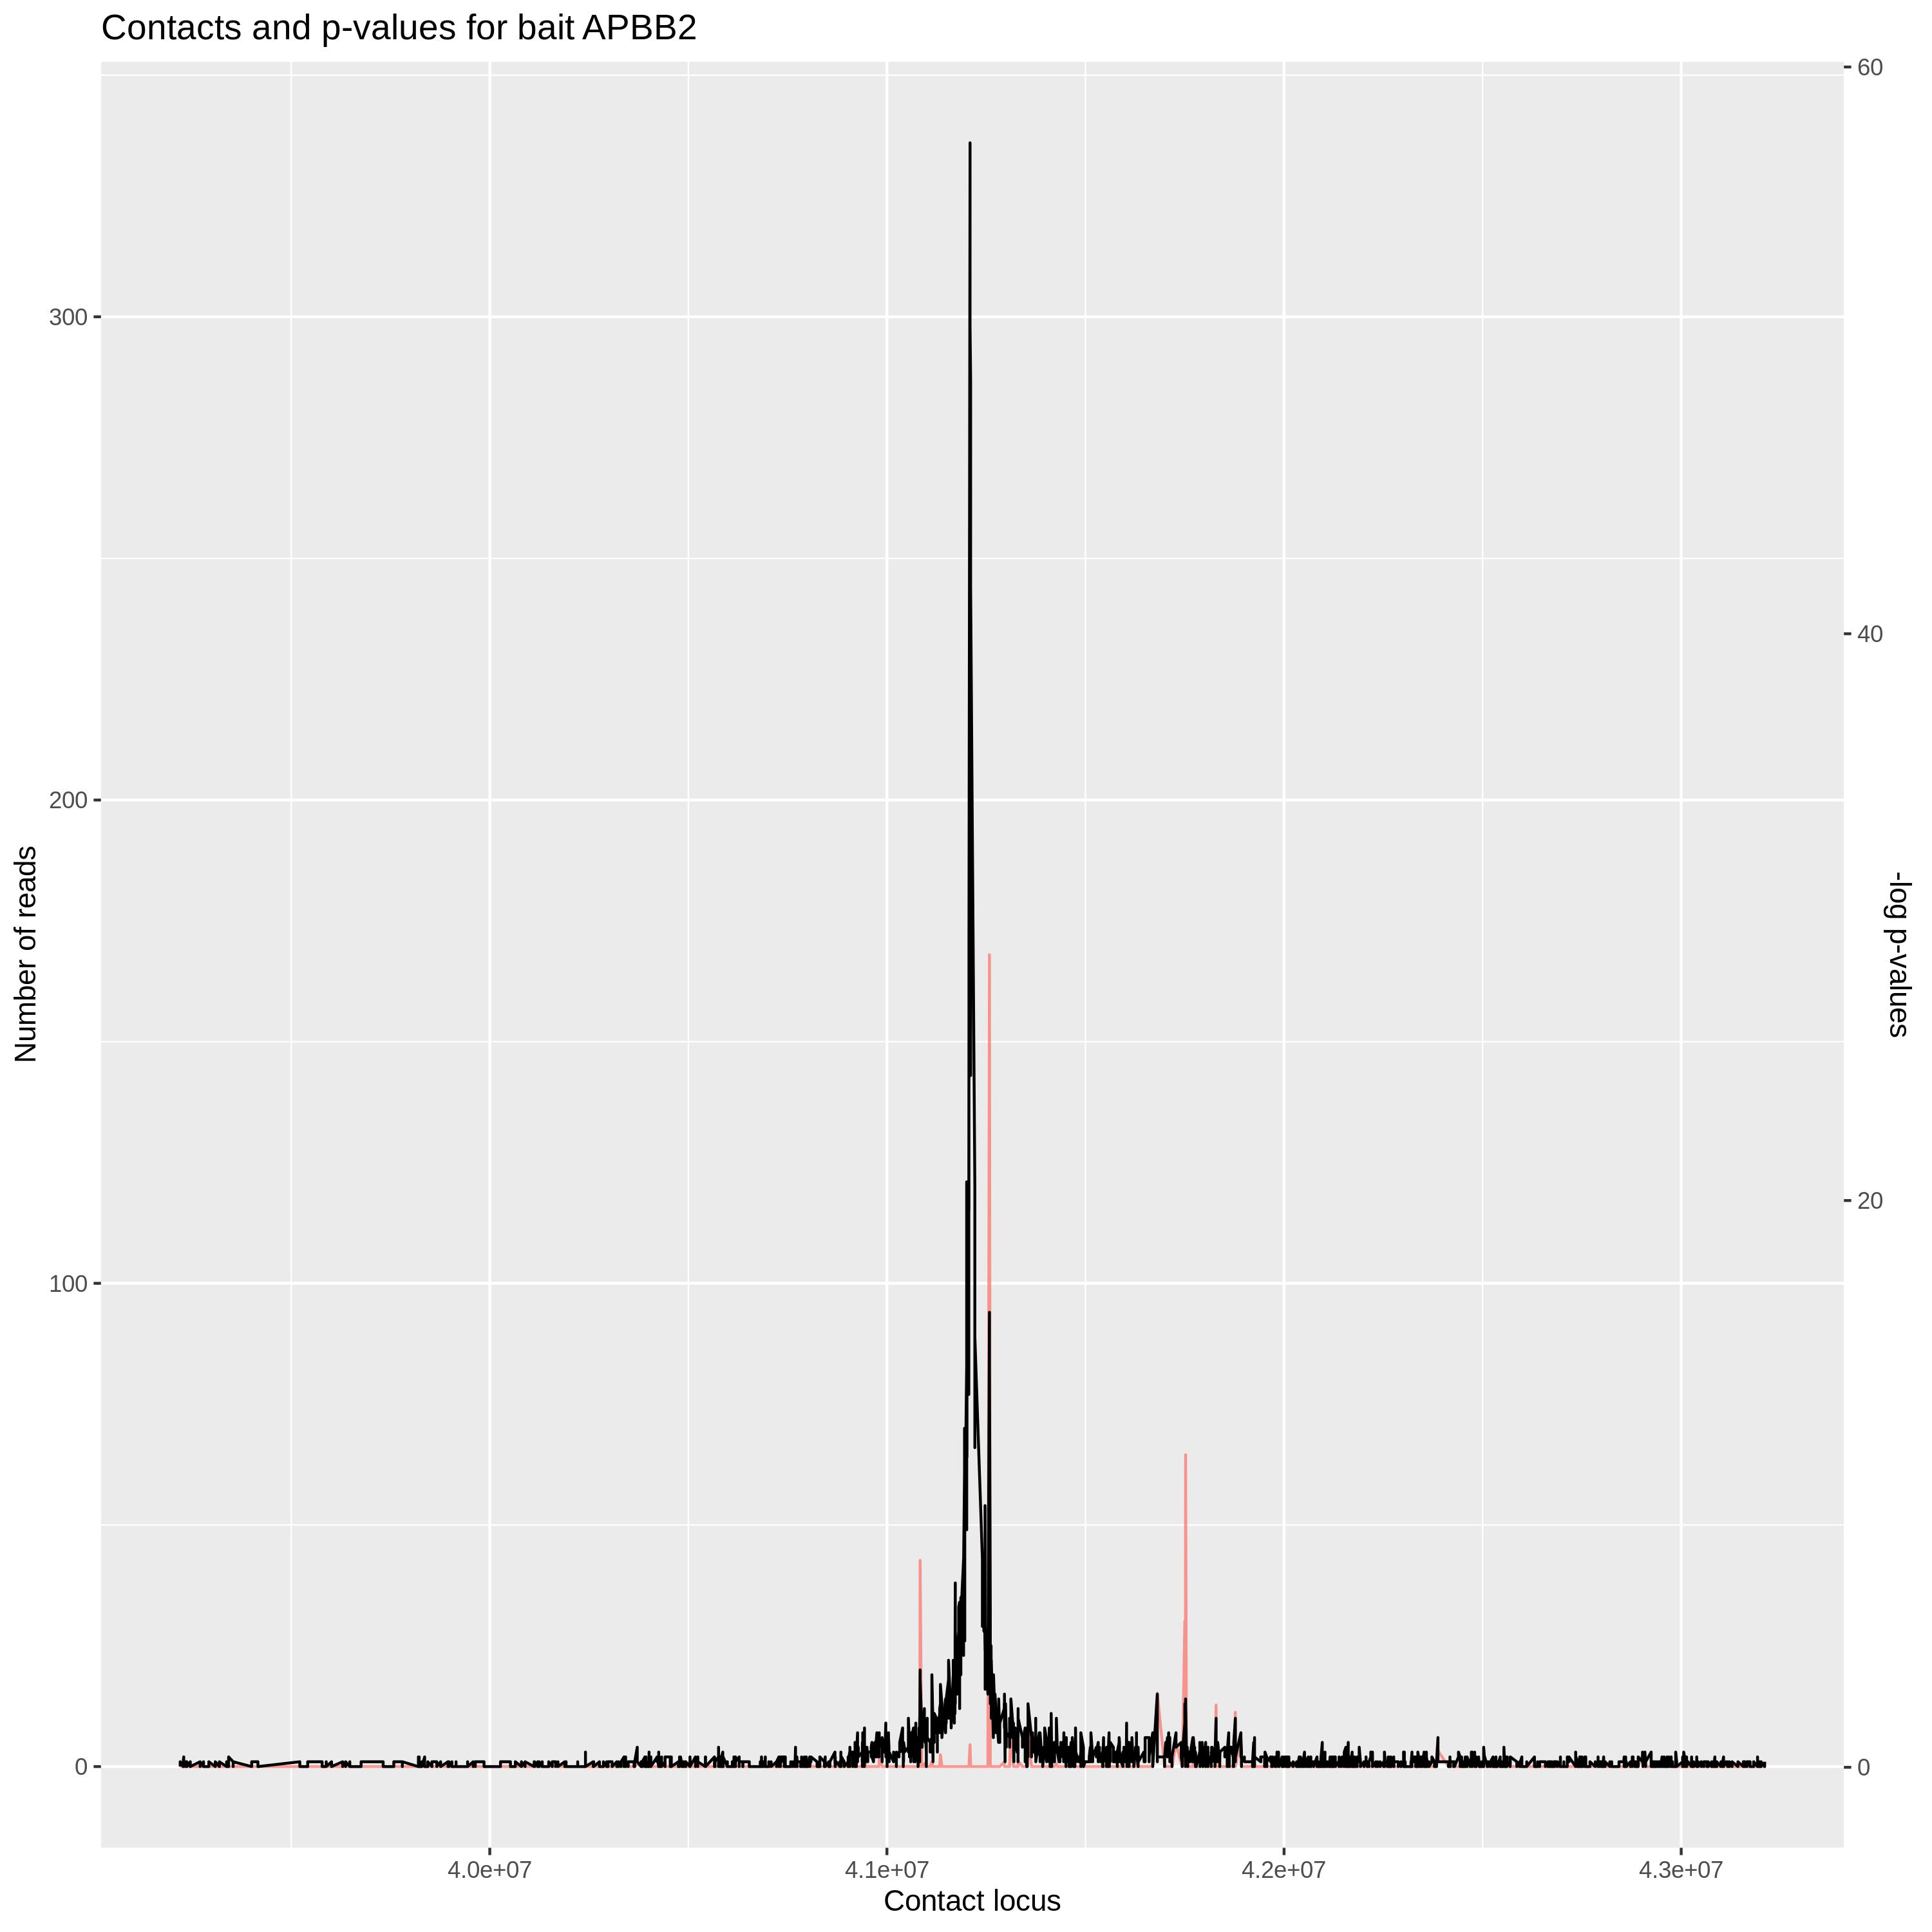 Contacts and p-values for bait APBB2
60
300
40
200
Number of reads
-log p-values
20
100
0
0
4.0e+07
4.1e+07
4.2e+07
4.3e+07
Contact locus